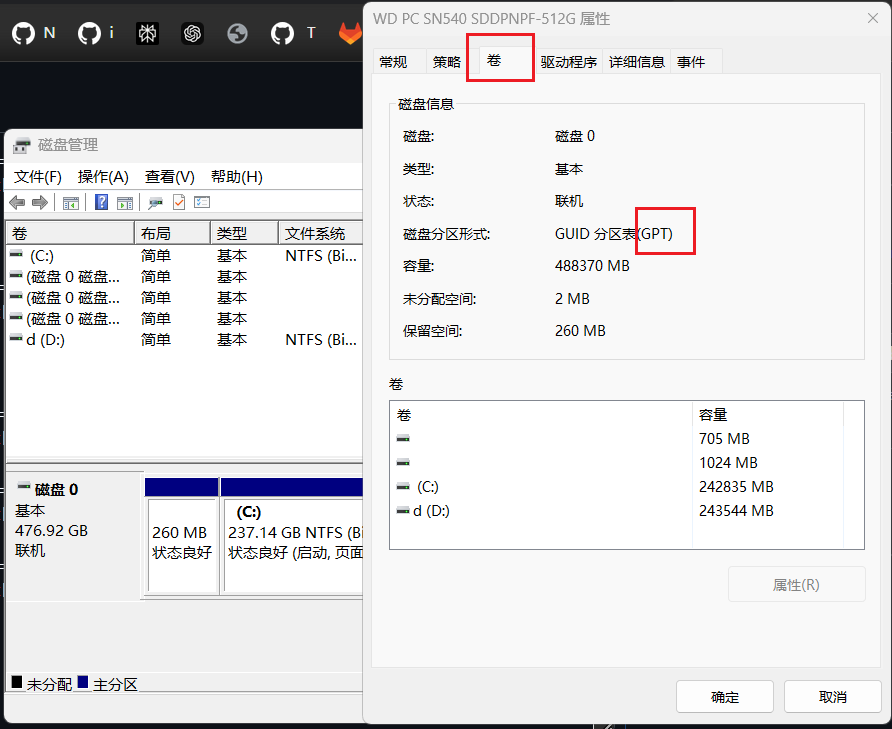 N
i
T
WD PC SN540 SDDPNPF-512G 属性
常规
策略
卷
驱动程序
详细信息
事件
磁盘信息
磁盘:
磁盘 0
类型:
基本
状态:
联机
磁盘分区形式:
GUID 分区表(GPT)
容量:
488370 MB
未分配空间:
2 MB
保留空间:
260 MB
卷
卷
容量
705 MB
1024 MB
(C:)
242835 MB
d (D:)
243544 MB
属性(R)
确定
取消
磁盘管理
文件(F)
操作(A)
查看(V)
帮助(H)
卷
布局
类型
文件系统
(C:)
简单
基本
NTFS (Bi...
(磁盘 0 磁盘...
简单
基本
(磁盘 0 磁盘...
简单
基本
(磁盘 0 磁盘...
简单
基本
d (D:)
简单
基本
NTFS (Bi...
磁盘 0
基本
476.92 GB
联机
260 MB
状态良好
(C:)
237.14 GB NTFS (Bi
状态良好 (启动, 页面
未分配
主分区